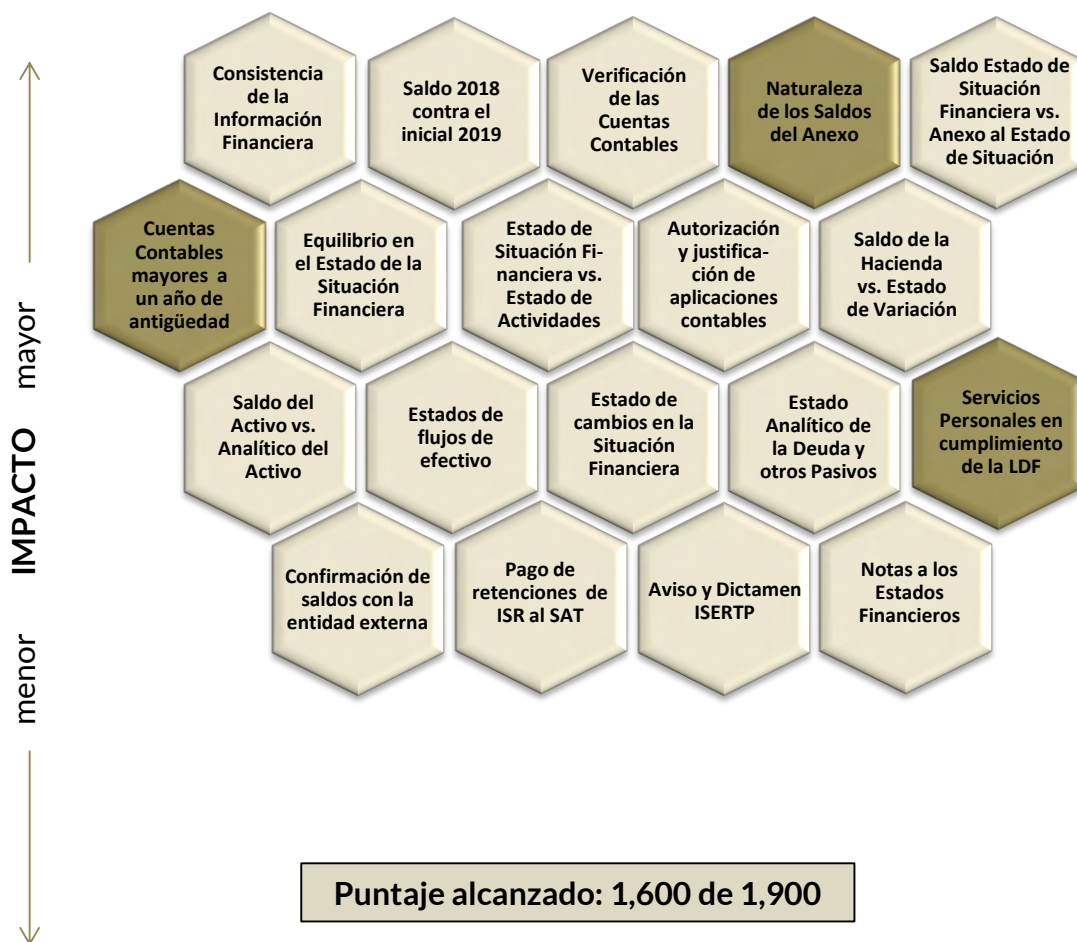 Consistencia
de la
Información
Financiera
Saldo 2018
contra el
inicial 2019
Verificación
de las
Cuentas
Contables
Naturaleza
de los Saldos
del Anexo
Saldo Estado de
Situación
Financiera vs.
Anexo al Estado
de Situación
Cuentas
Contables
mayores a
un año de
antigüedad
Equilibrio en
el Estado de la
Situación
Financiera
Estado de
Situación Fi-
nanciera vs.
Estado de
Actividades
Autorización
y justifica-
ción de
aplicaciones
contables
Saldo de la
Hacienda
vs. Estado
de Variación
Saldo del
Activo vs.
Analítico del
Activo
Estados de
flujos de
efectivo
Estado de
cambios en la
Situación
Financiera
Estado
Analítico de
la Deuda y
otros Pasivos
Servicios
Personales en
cumplimiento
de la LDF
Confirmación de
saldos con la
entidad externa
Pago de
retenciones de
ISR al SAT
Aviso y Dictamen
ISERTP
Notas a los
Estados
Financieros
menor IMPACTO mayor
Puntaje alcanzado: 1,600 de 1,900